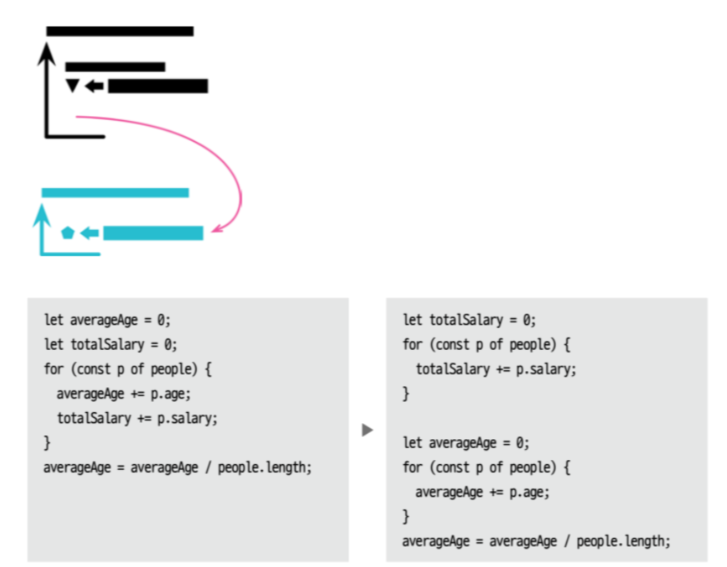 let averageAge = 0;
let totalSalary = 0;
for (const p of people) {
  averageAge += p.age;
  totalSalary += p.salary;
}
averageAge = averageAge / people.length;
let totalSalary = 0;
for (const p of people) {
  totalSalary += p.salary;
}
let averageAge = 0;
for (const p of people) {
  averageAge += p.age;
}
averageAge = averageAge / people.length;